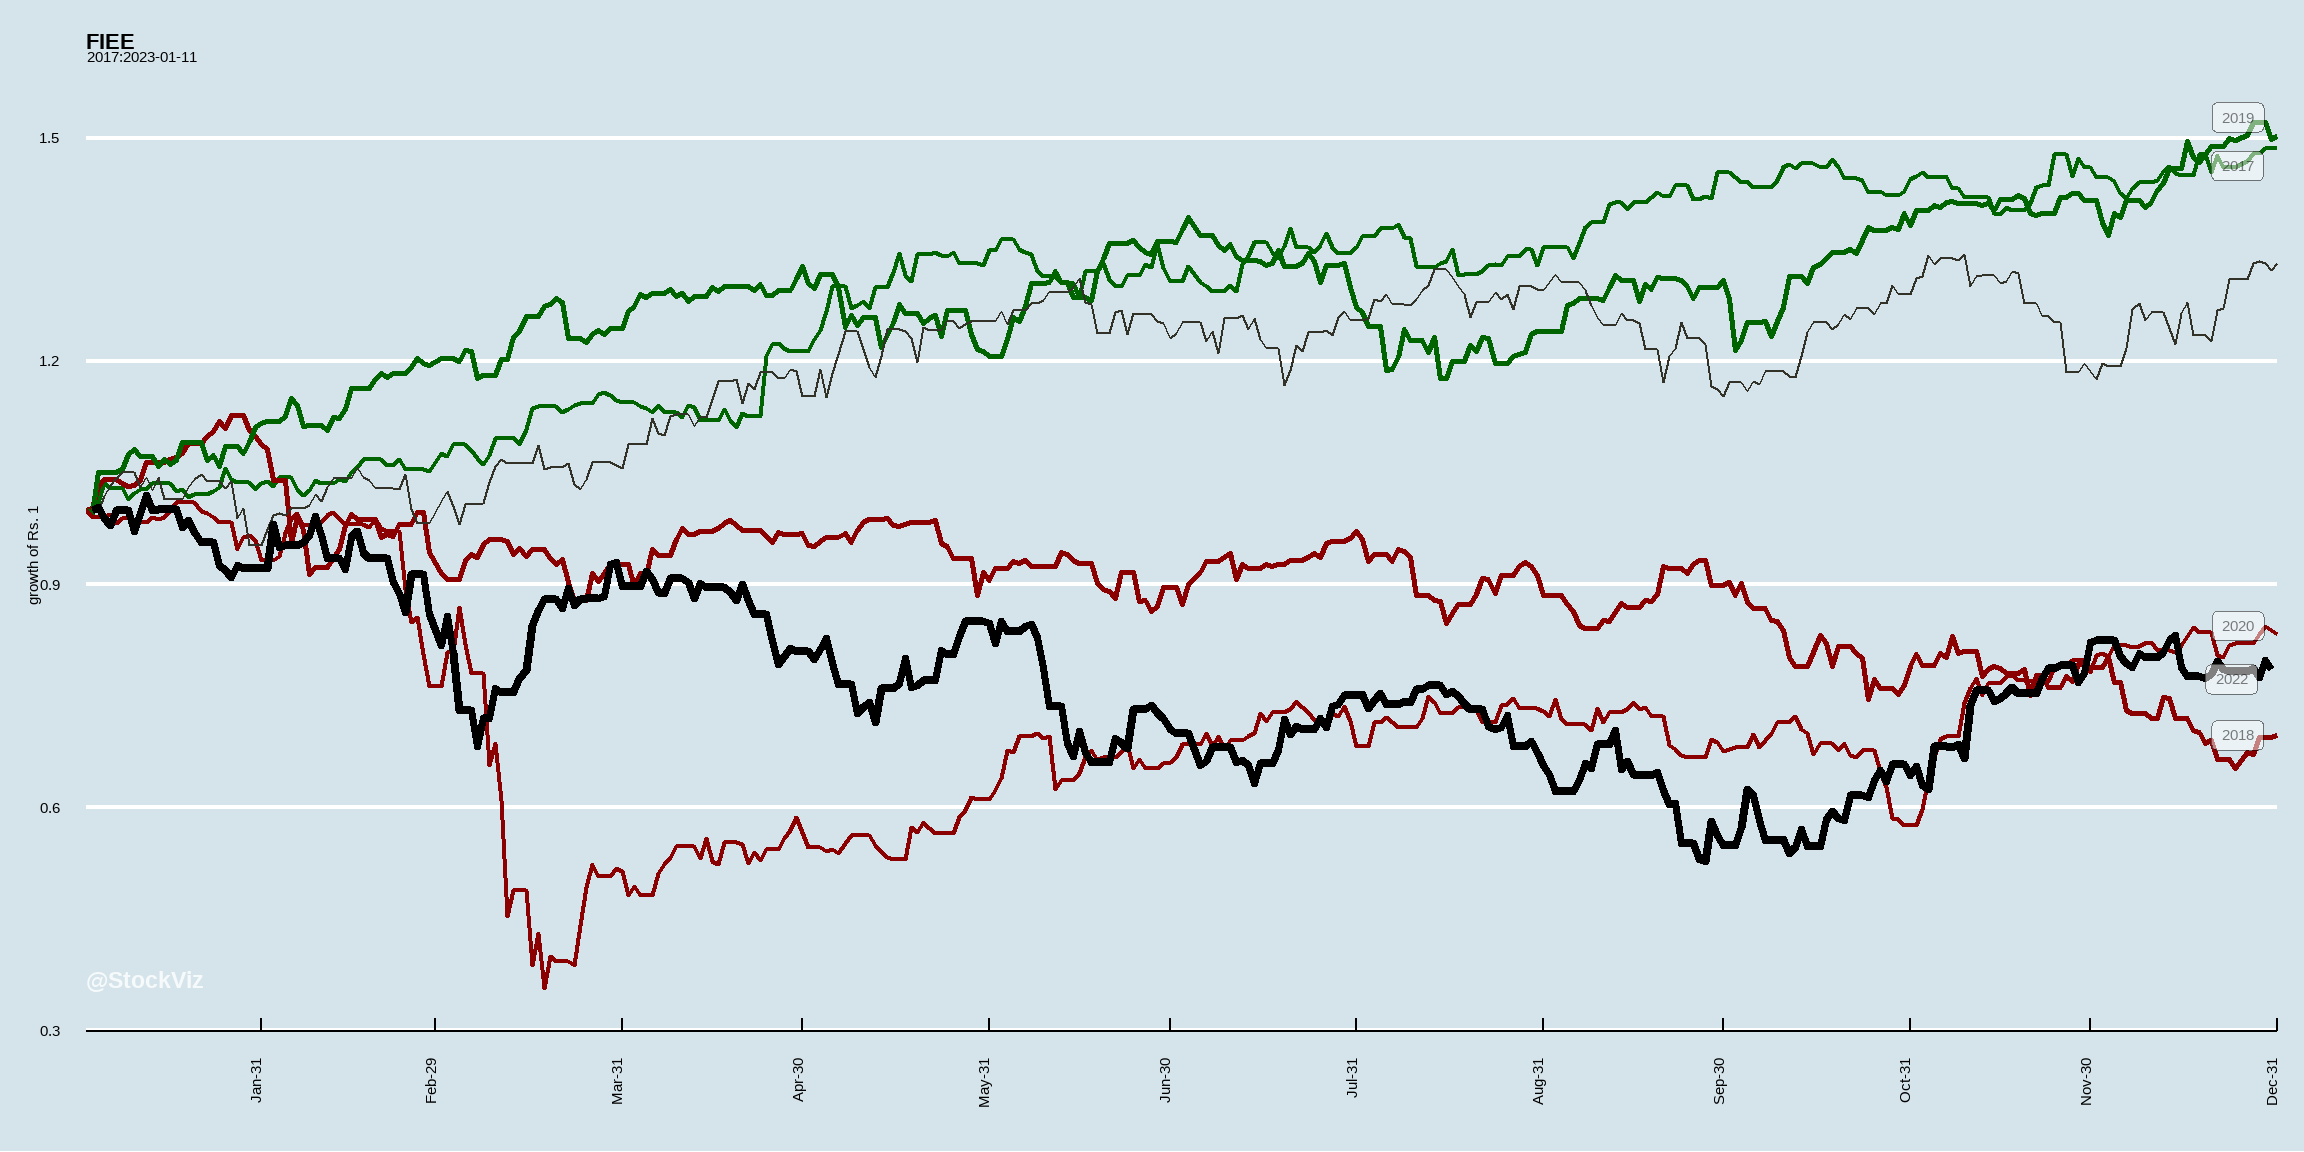 FIEE
2017:2023-01-11
2019
1.5
2017
1.2
growth of Rs. 1
0.9
2020
2022
2018
0.6
@StockViz
0.3
Jan-31
Feb-29
Mar-31
Apr-30
May-31
Jun-30
Jul-31
Aug-31
Sep-30
Oct-31
Nov-30
Dec-31